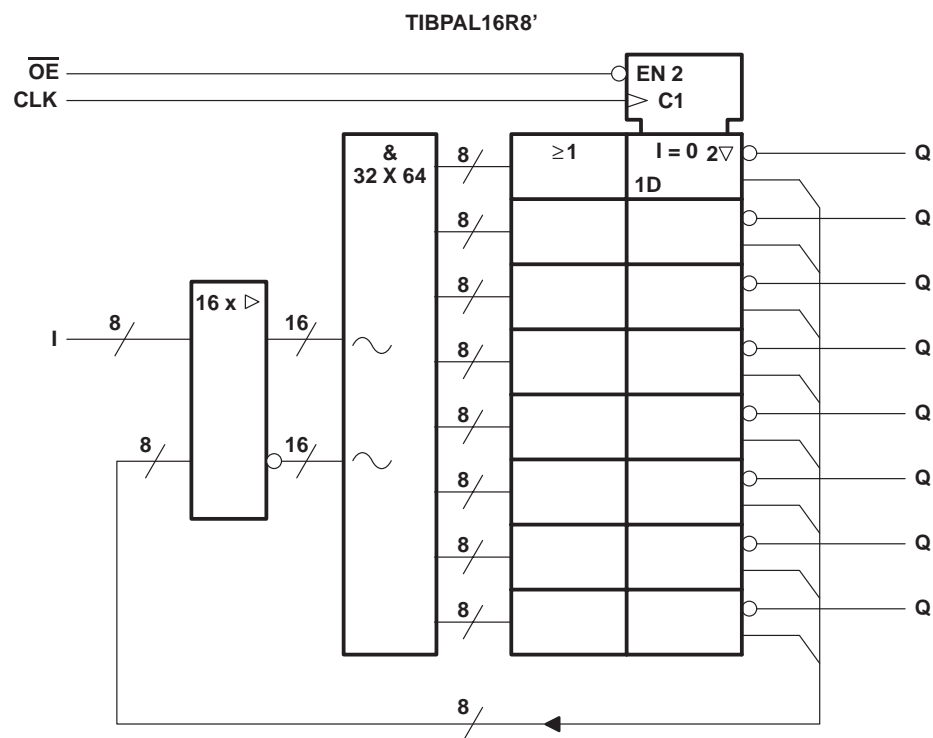 TIBPAL16R8’
OE
EN 2
CLK
C1
&
32 X 64
8
≥1
I = 0 2▽
Q
1D
8
Q
8
Q
16 x ▷
I
8
16
8
Q
8
16
8
Q
8
Q
8
Q
8
Q
8